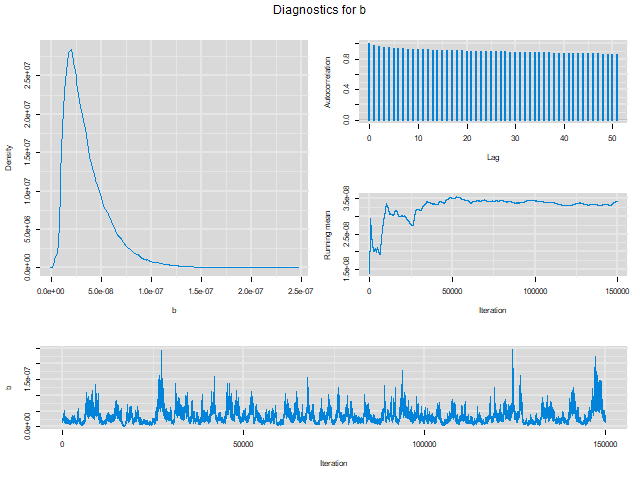 Diagnostics for b
Density
0.0e+00 5.0e+06 1.0e+07 1.5e+07 2.0e+07 2.5e+07
0.0e+00 5.0e-08 1.0e-07 1.5e-07 2.0e-07 2.5e-07
b
Autocorrelation
0.0 0.4 0.8
0 10 20 30 40 50
Lag
Running mean
1.5e-08 2.5e-08 3.5e-08
0 50000 100000 150000
Iteration
b
0.0e+00 1.5e-07
0 50000 100000 150000
Iteration